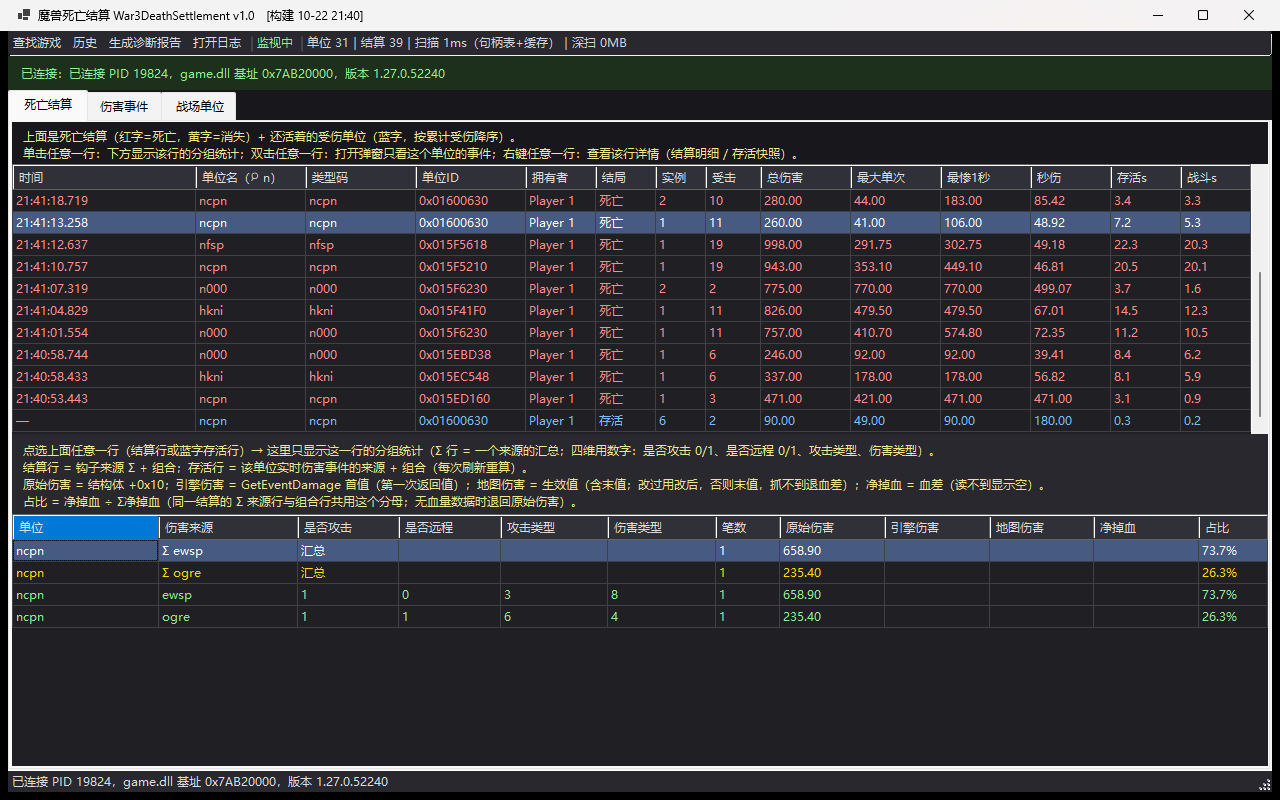 魔兽死亡结算 War3DeathSettlement v1.0 [构建 10-22 21:40]
查找游戏 历史 生成诊断报告 打开日志 | 监视中 | 单位 31 | 结算 39 | 扫描 1ms（句柄表+缓存） | 深扫 0MB
已连接：已连接 PID 19824，game.dll 基址 0x7AB20000，版本 1.27.0.52240
死亡结算 伤害事件 战场单位
上面是死亡结算（红字=死亡，黄字=消失）+ 还活着的受伤单位（蓝字，按累计受伤降序）。
单击任意一行：下方显示该行的分组统计；双击任意一行：打开弹窗只看这个单位的事件；右键任意一行：查看该行详情（结算明细 / 存活快照）。
时间 单位名（🔎 n） 类型码 单位ID 拥有者 结局 实例 受击 总伤害 最大单次 最惨1秒 秒伤 存活s 战斗s
21:41:18.719 ncpn ncpn 0x01600630 Player 1 死亡 2 10 280.00 44.00 183.00 85.42 3.4 3.3
21:41:13.258 ncpn ncpn 0x01600630 Player 1 死亡 1 11 260.00 41.00 106.00 48.92 7.2 5.3
21:41:12.637 nfsp nfsp 0x015F5618 Player 1 死亡 1 19 998.00 291.75 302.75 49.18 22.3 20.3
21:41:10.757 ncpn ncpn 0x015F5210 Player 1 死亡 1 19 943.00 353.10 449.10 46.81 20.5 20.1
21:41:07.319 n000 n000 0x015F6230 Player 1 死亡 2 2 775.00 770.00 770.00 499.07 3.7 1.6
21:41:04.829 hkni hkni 0x015F41F0 Player 1 死亡 1 11 826.00 479.50 479.50 67.01 14.5 12.3
21:41:01.554 n000 n000 0x015F6230 Player 1 死亡 1 11 757.00 410.70 574.80 72.35 11.2 10.5
21:40:58.744 n000 n000 0x015EBD38 Player 1 死亡 1 6 246.00 92.00 92.00 39.41 8.4 6.2
21:40:58.433 hkni hkni 0x015EC548 Player 1 死亡 1 6 337.00 178.00 178.00 56.82 8.1 5.9
21:40:53.443 ncpn ncpn 0x015ED160 Player 1 死亡 1 3 471.00 421.00 471.00 471.00 3.1 0.9
— ncpn ncpn 0x01600630 Player 1 存活 6 2 90.00 49.00 90.00 180.00 0.3 0.2
点选上面任意一行（结算行或蓝字存活行）→ 这里只显示这一行的分组统计（Σ 行 = 一个来源的汇总；四维用数字：是否攻击 0/1、是否远程 0/1、攻击类型、伤害类型）。
结算行 = 钩子来源 Σ + 组合；存活行 = 该单位实时伤害事件的来源 + 组合（每次刷新重算）。
原始伤害 = 结构体 +0x10；引擎伤害 = GetEventDamage 首值（第一次返回值）；地图伤害 = 生效值（含末值；改过用改后，否则末值，抓不到退血差）；净掉血 = 血差（读不到显示空）。
占比 = 净掉血 ÷ Σ净掉血（同一结算的 Σ 来源行与组合行共用这个分母；无血量数据时退回原始伤害）。
单位 伤害来源 是否攻击 是否远程 攻击类型 伤害类型 笔数 原始伤害 引擎伤害 地图伤害 净掉血 占比
ncpn Σ ewsp 汇总 1 658.90 73.7%
ncpn Σ ogre 汇总 1 235.40 26.3%
ncpn ewsp 1 0 3 8 1 658.90 73.7%
ncpn ogre 1 1 6 4 1 235.40 26.3%
已连接 PID 19824，game.dll 基址 0x7AB20000，版本 1.27.0.52240